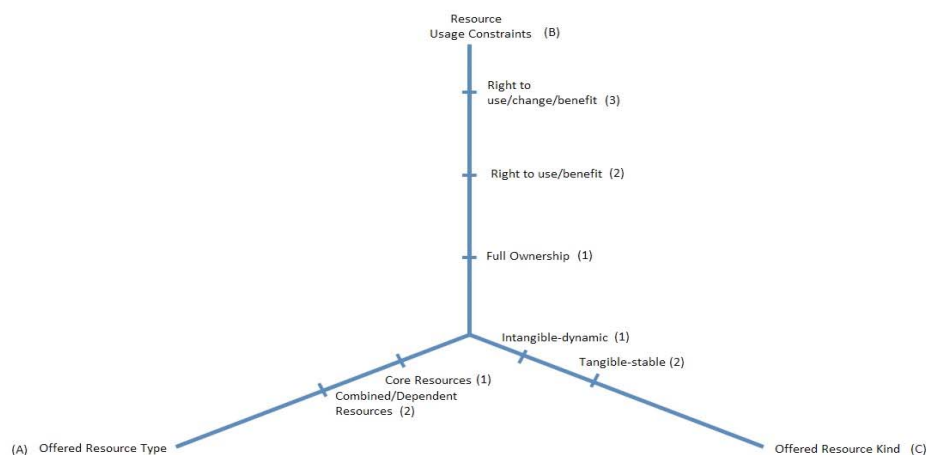 Resource
Usage Constraints (B)
Right to
use/change/benefit (3)
Right to use/benefit (2)
Full Ownership (1)
Intangible-dynamic (1)
Tangible-stable (2)
Core Resources (1)
Combined/Dependent
Resources (2)
(A) Offered Resource Type
Offered Resource Kind (C)